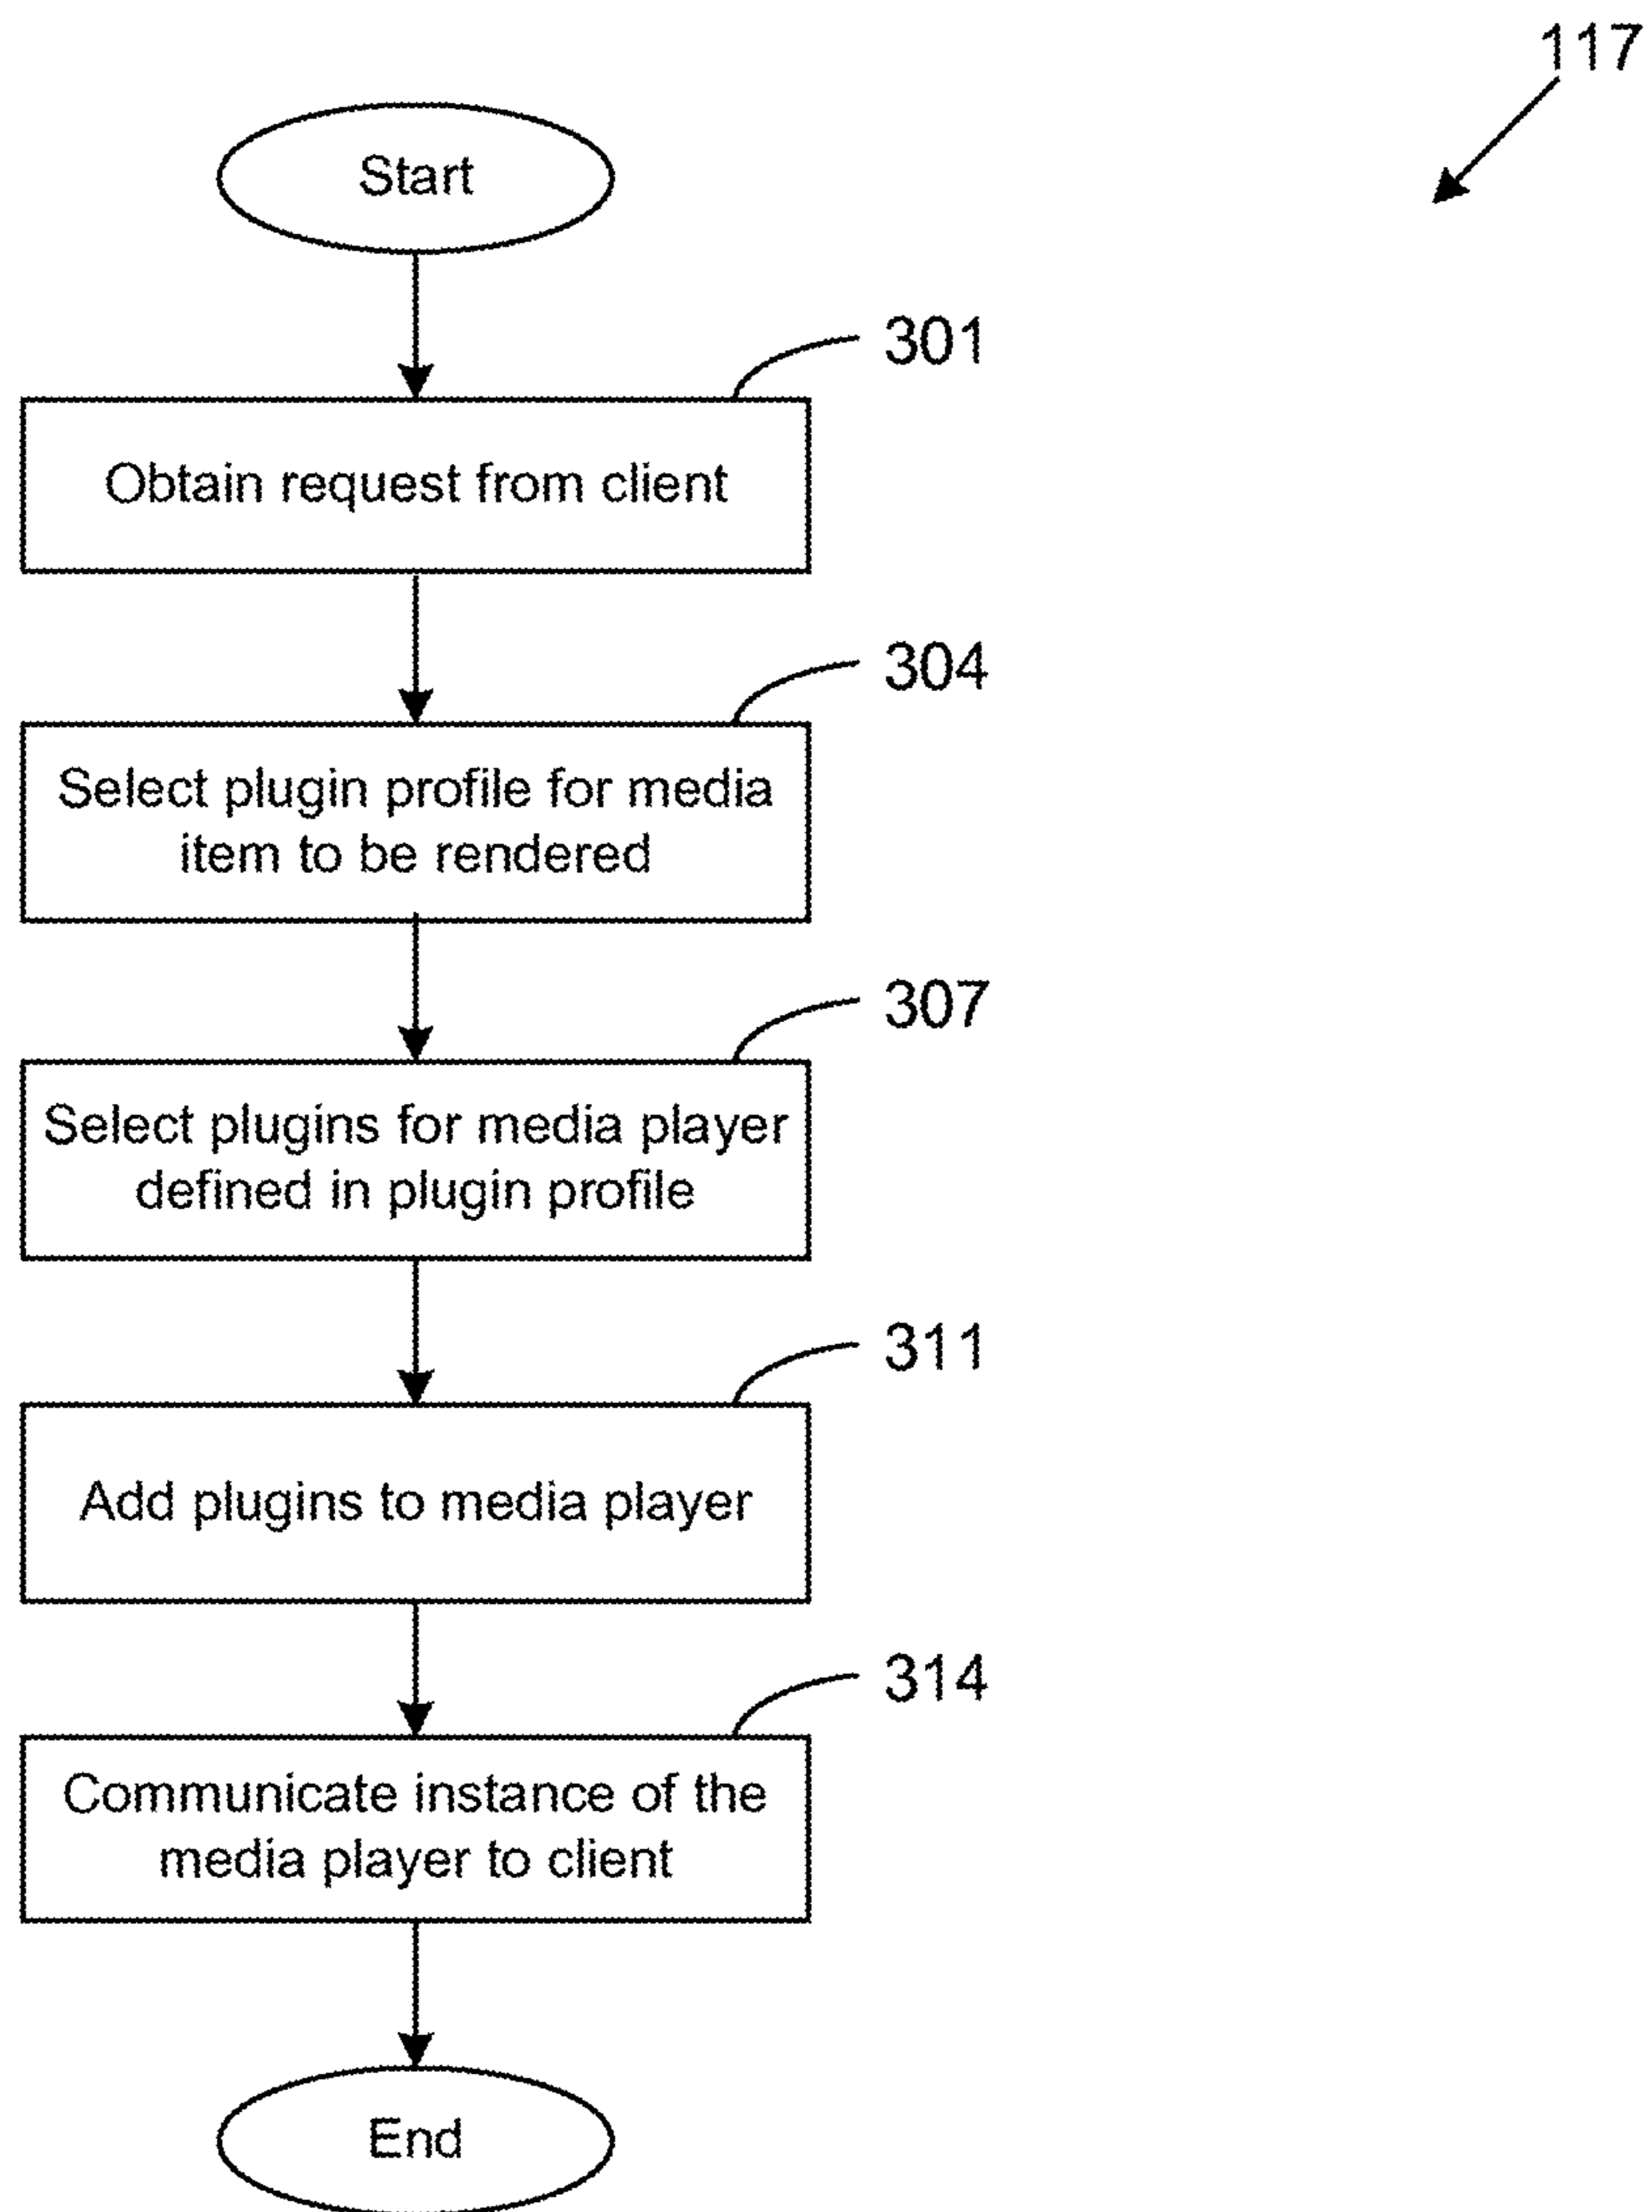 117
Start
301
Obtain request from client
304
Select plugin profile for media
item to be rendered
307
Select plugins for media player
defined in plugin profile
311
Add plugins to media player
314
Communicate instance of the
media player to client
End